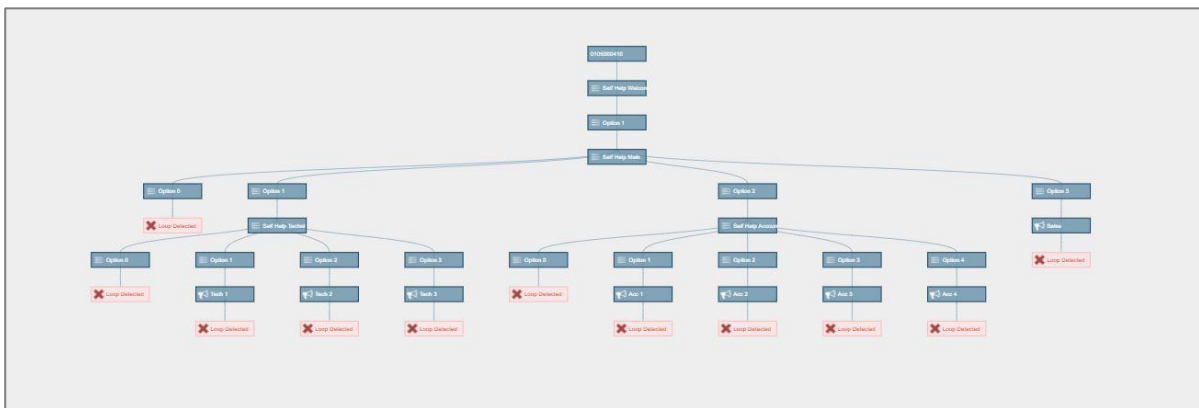 Self Help Welcom
Option 1
Self Help Main
Option 0
Option 1
Option 2
Option 3
Loop Detected
Self Help Techni
Self Help Accoun
Sales
Option 0
Option 1
Option 2
Option 3
Option 0
Option 1
Option 2
Option 3
Option 4
Loop Detected
Loop Detected
Tech 1
Tech 2
Tech 3
Loop Detected
Acc 1
Acc 2
Acc 3
Acc 4
Loop Detected
Loop Detected
Loop Detected
Loop Detected
Loop Detected
Loop Detected
Loop Detected